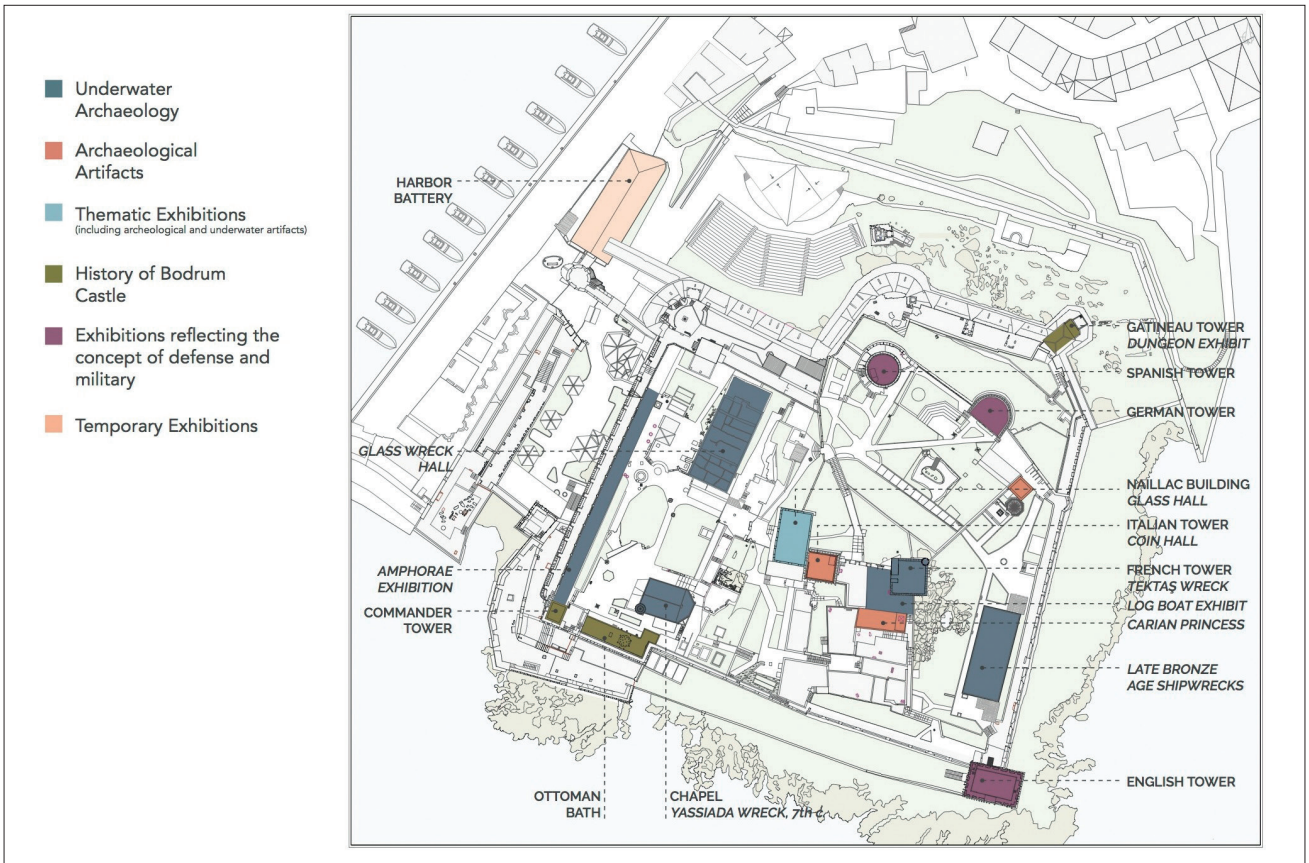 Underwater
Archaeology
Archaeological
Artifacts
Thematic Exhibitions
(including archeological and underwater artifacts)
History of Bodrum
Castle
Exhibitions reflecting the
concept of defense and
military
Temporary Exhibitions
HARBOR
BATTERY
GLASS WRECK
HALL
AMPHORAE
EXHIBITION
COMMANDER
TOWER
OTTOMAN
BATH
CHAPEL
YASSIADA WRECK, 7th c
GATINEAU TOWER
DUNGEON EXHIBIT
SPANISH TOWER
GERMAN TOWER
NAILLAC BUILDING
GLASS HALL
ITALIAN TOWER
COIN HALL
FRENCH TOWER
TEKTAŞ WRECK
LOG BOAT EXHIBIT
CARIAN PRINCESS
LATE BRONZE
AGE SHIPWRECKS
ENGLISH TOWER